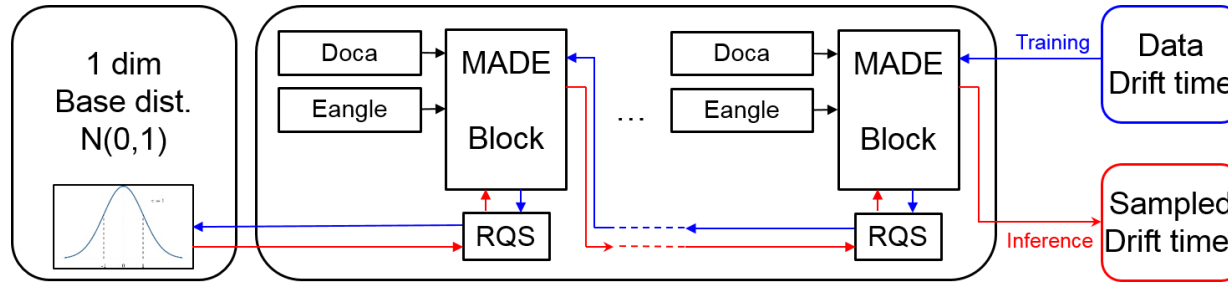 1 dim
Base dist.
N(0,1)
Doca
Eangle
MADE
Block
RQS
...
Doca
Eangle
MADE
Block
RQS
Training
Data
Drift time
Inference
Sampled
Drift time